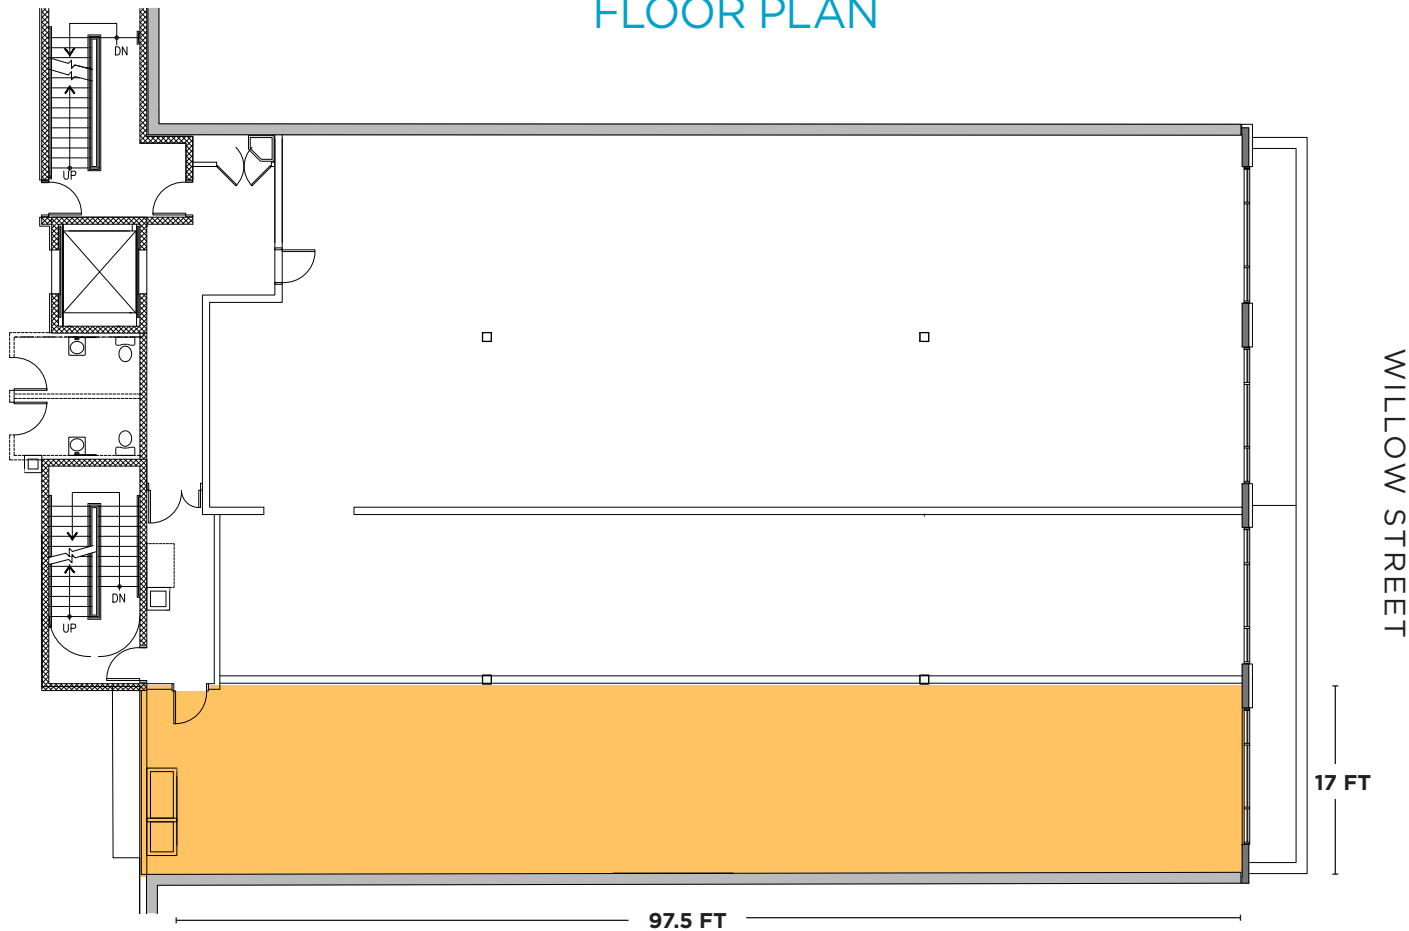 FLOOR PLAN
DN
UP
WILLOW STREET
DN
UP
17 FT
97.5 FT